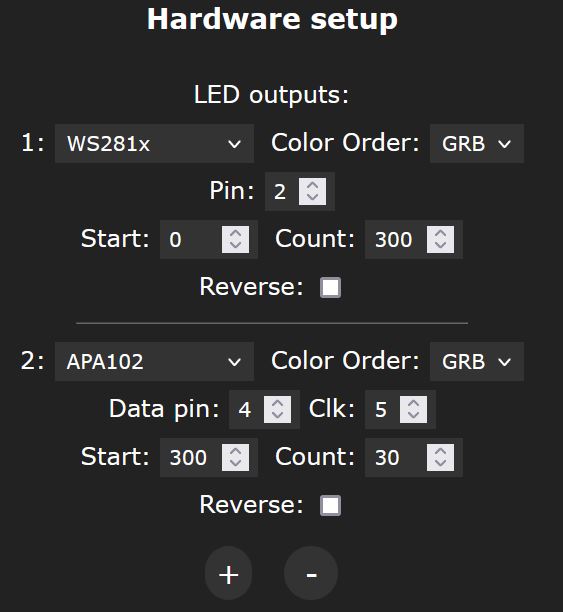 Hardware setup
LED outputs:
1: WS281x Color Order: GRB
Pin: 2
Start: 0 Count: 300
Reverse:
2: APA102 Color Order: GRB
Data pin: 4 Clk: 5
Start: 300 Count: 30
Reverse:
+ -